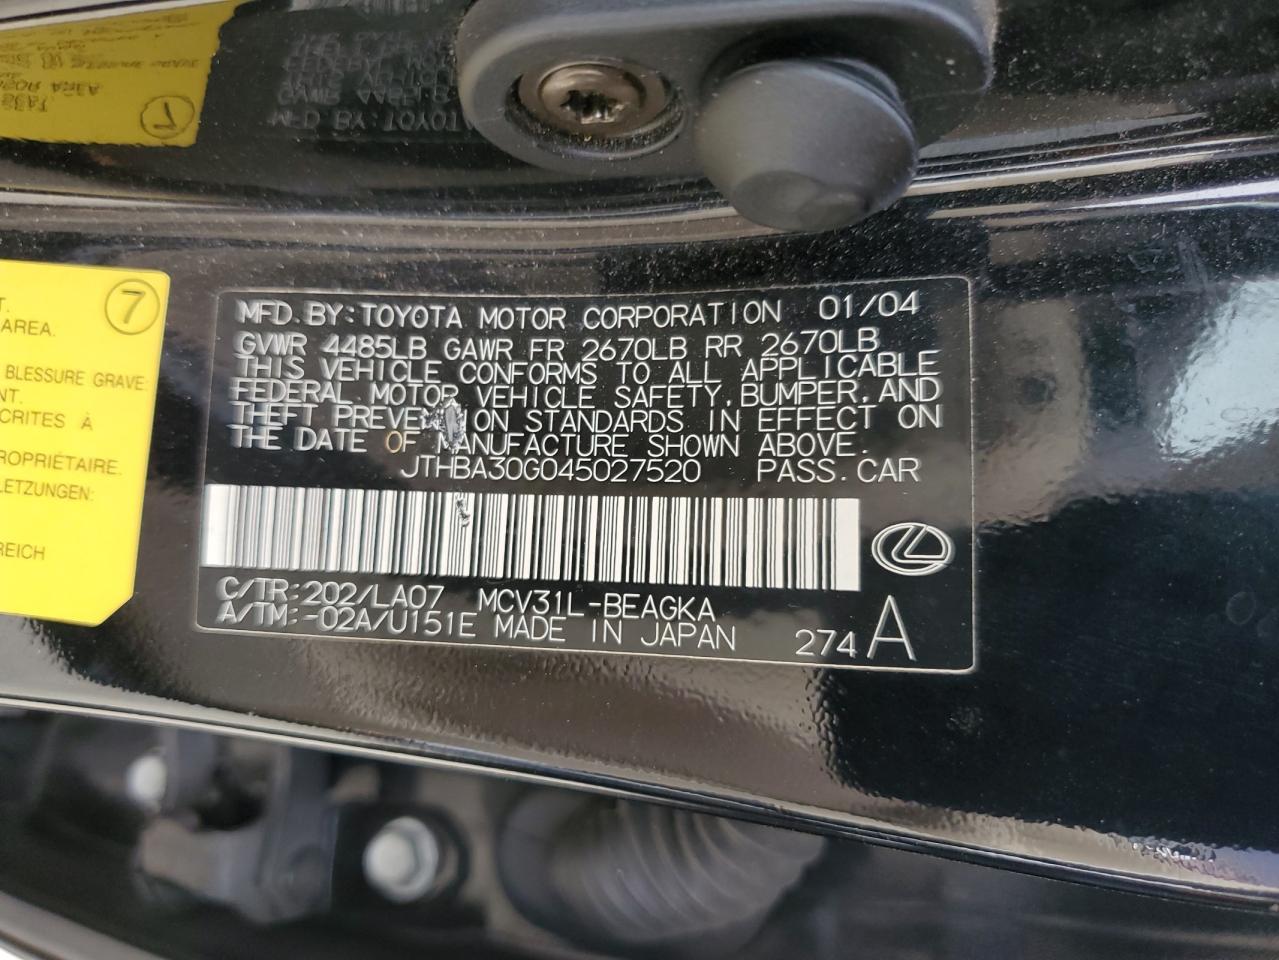 7
T.
AREA.
BLESSURE GRAVE
NT.
CRITES À
PROPRIÉTAIRE.
LETZUNGEN:
REICH
MFD. BY: TOYOTA MOTOR CORPORATION 01/04
GVWR 4485LB GAWR FR 2670LB RR 2670LB
THIS VEHICLE CONFORMS TO ALL APPLICABLE
FEDERAL MOTOR VEHICLE SAFETY, BUMPER, AND
THEFT PREVENTION STANDARDS IN EFFECT ON
THE DATE OF MANUFACTURE SHOWN ABOVE.
JTHBA30G045027520 PASS. CAR
C/TR: 202/LA07 MCV31L-BEAGKA
A/TM: -02A/U151E MADE IN JAPAN 274 A